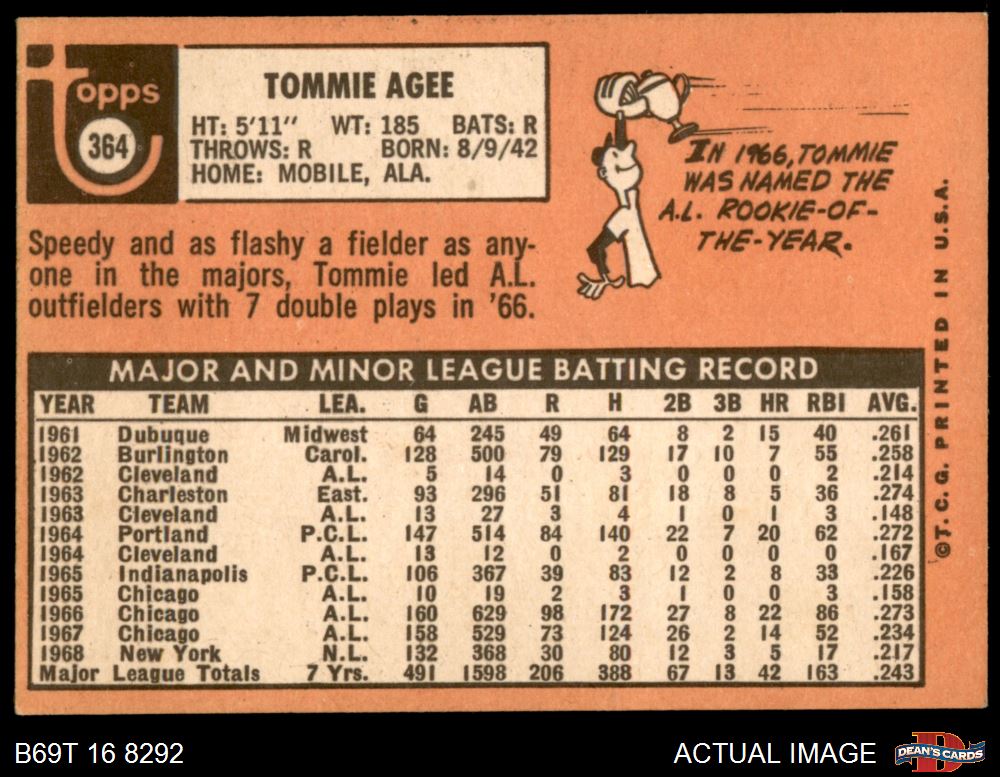 topps
364
TOMMIE AGEE
HT: 5'11" WT: 185 BATS: R
THROWS: R BORN: 8/9/42
HOME: MOBILE, ALA.
Speedy and as flashy a fielder as any-
one in the majors, Tommie led A.L.
outfielders with 7 double plays in '66.
IN 1966, TOMMIE
WAS NAMED THE
A.L. ROOKIE-OF-
THE-YEAR.
MAJOR AND MINOR LEAGUE BATTING RECORD
YEAR TEAM LEA. G AB R H 2B 3B HR RBI AVG.
1961 Dubuque Midwest 64 245 49 64 8 2 15 40 .261
1962 Burlington Carol. 128 500 79 129 17 10 7 55 .258
1962 Cleveland A.L. 5 14 0 3 0 0 0 2 .214
1963 Charleston East. 93 296 51 81 18 8 5 36 .274
1963 Cleveland A.L. 13 27 3 4 1 0 1 3 .148
1964 Portland P.C.L. 147 514 84 140 22 7 20 62 .272
1964 Cleveland A.L. 13 12 0 2 0 0 0 0 .167
1965 Indianapolis P.C.L. 106 367 39 83 12 2 8 33 .226
1965 Chicago A.L. 10 19 2 3 1 0 0 3 .158
1966 Chicago A.L. 160 629 98 172 27 8 22 86 .273
1967 Chicago A.L. 158 529 73 124 26 2 14 52 .234
1968 New York N.L. 132 368 30 80 12 3 5 17 .217
Major League Totals 7 Yrs. 491 1598 206 388 67 13 42 163 .243
©T.C.G. PRINTED IN U.S.A.
B69T 16 8292
ACTUAL IMAGE
D
DEAN'S CARDS